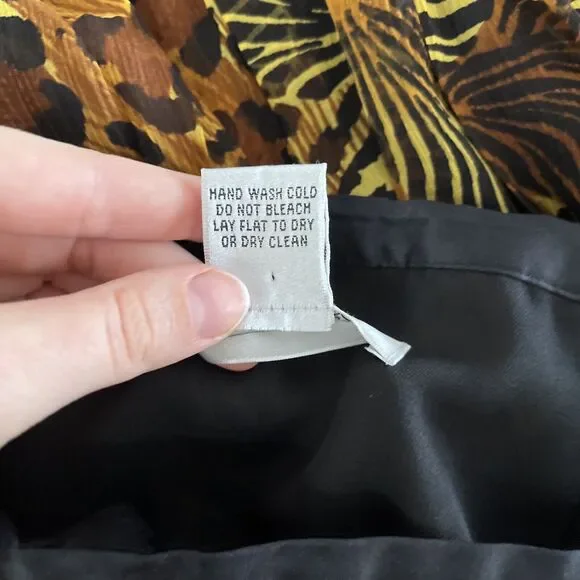 HAND WASH COLD
DO NOT BLEACH
LAY FLAT TO DRY
OR DRY CLEAN